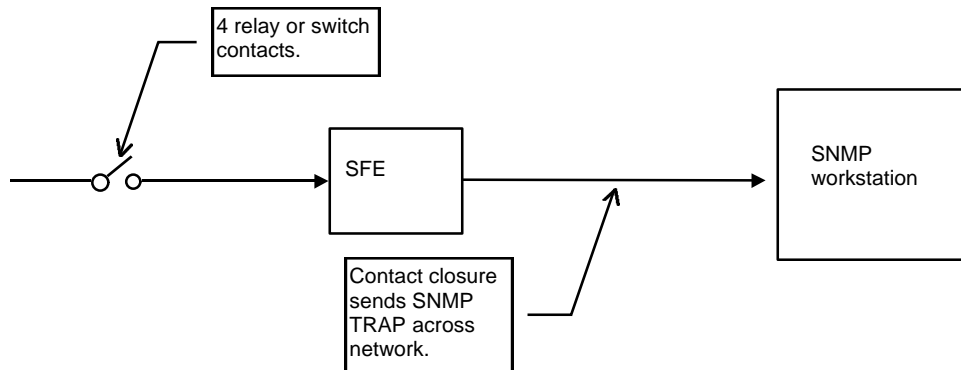 4 relay or switch
contacts.
SFE
SNMP
workstation
Contact closure
sends SNMP
TRAP across
network.